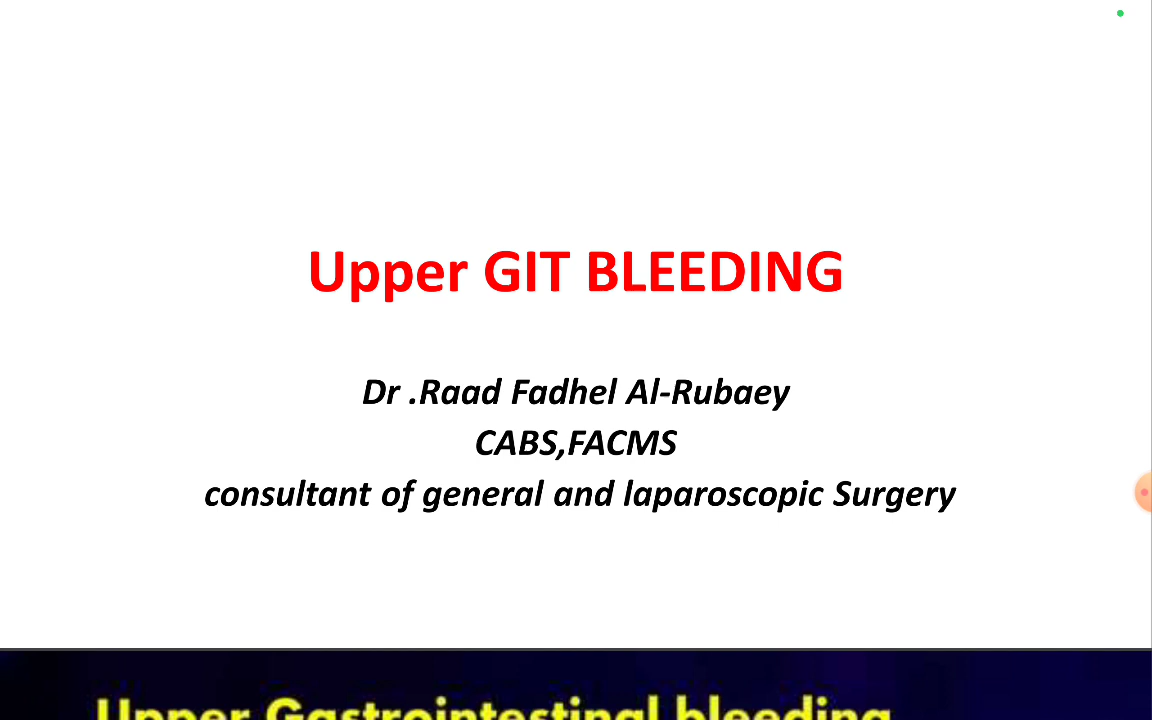 Upper GIT BLEEDING
Dr .Raad Fadhel Al-Rubaey
CABS,FACMS
consultant of general and laparoscopic Surgery
Upper Gastrointestinal bleeding